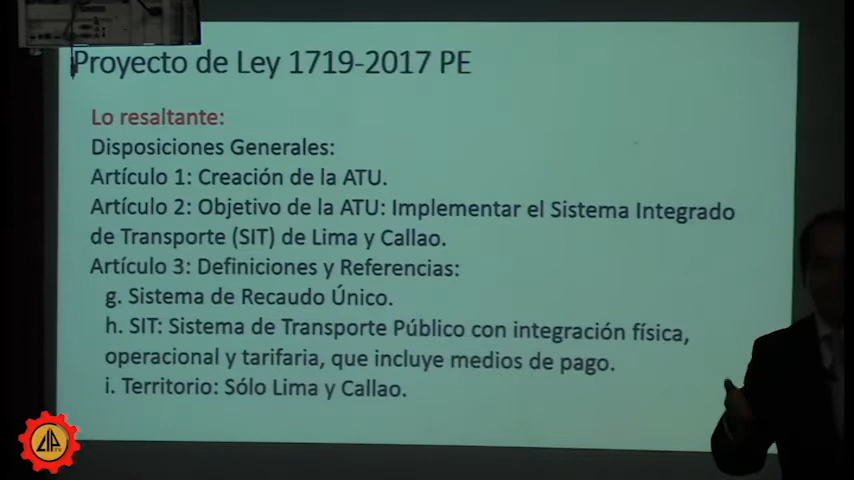 Proyecto de Ley 1719-2017 PE
Lo resaltante:
Disposiciones Generales:
Artículo 1: Creación de la ATU.
Artículo 2: Objetivo de la ATU: Implementar el Sistema Integrado
de Transporte (SIT) de Lima y Callao.
Artículo 3: Definiciones y Referencias:
g. Sistema de Recaudo Único.
h. SIT: Sistema de Transporte Público con integración física,
operacional y tarifaria, que incluye medios de pago.
i. Territorio: Sólo Lima y Callao.